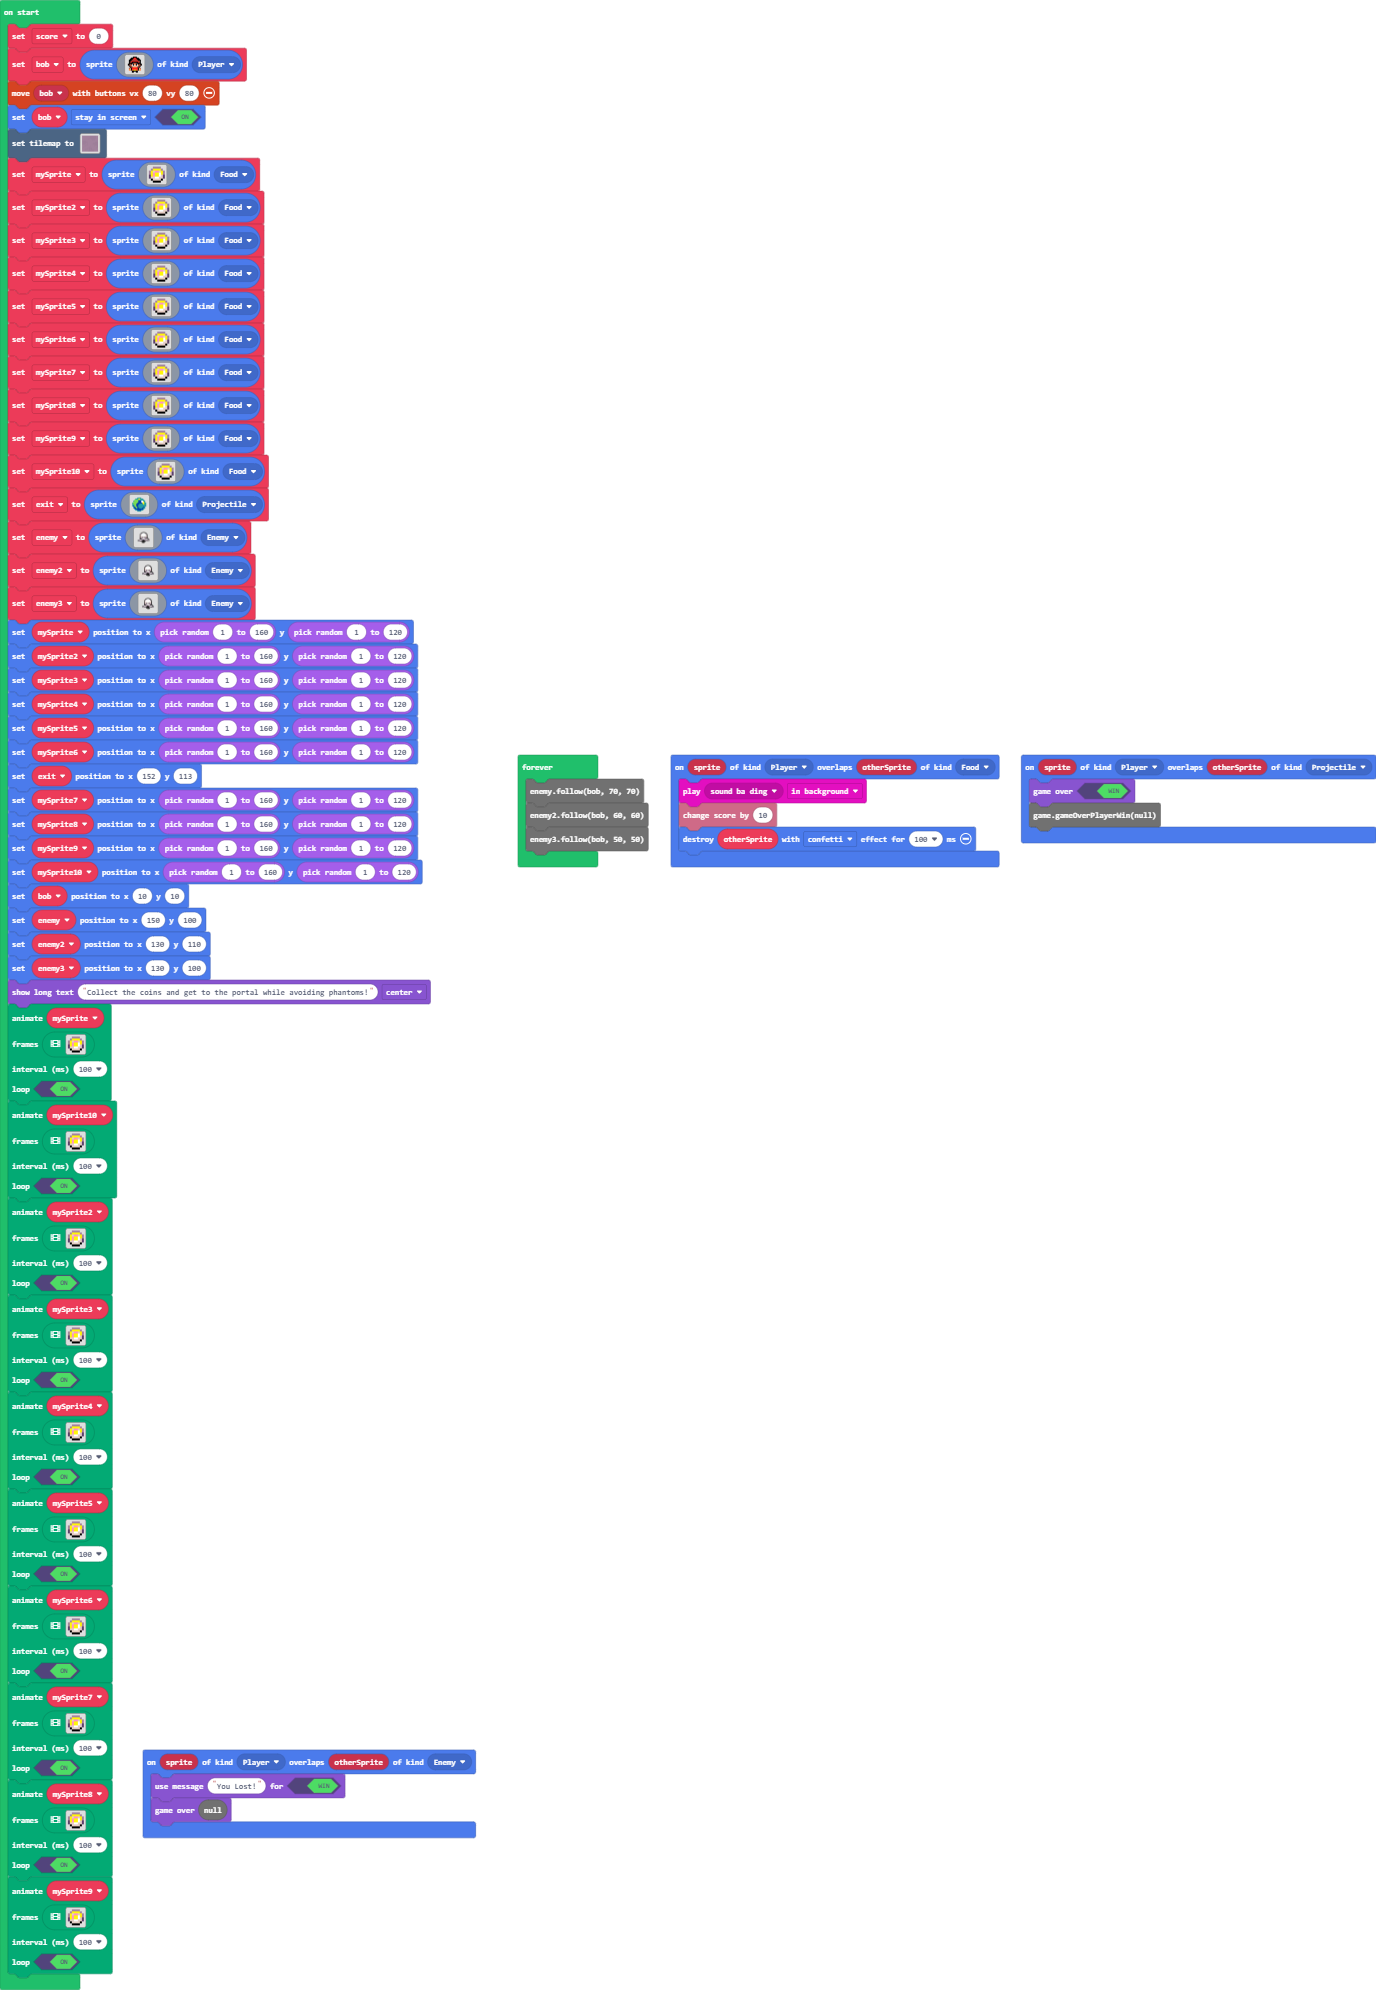 on start
set score to 0
set bob to sprite of kind Player
move bob with buttons vx 80 vy 80
set bob stay in screen ON
set tilemap to
set mySprite to sprite of kind Food
set mySprite2 to sprite of kind Food
set mySprite3 to sprite of kind Food
set mySprite4 to sprite of kind Food
set mySprite5 to sprite of kind Food
set mySprite6 to sprite of kind Food
set mySprite7 to sprite of kind Food
set mySprite8 to sprite of kind Food
set mySprite9 to sprite of kind Food
set mySprite10 to sprite of kind Food
set exit to sprite of kind Projectile
set enemy to sprite of kind Enemy
set enemy2 to sprite of kind Enemy
set enemy3 to sprite of kind Enemy
set mySprite position to x pick random 1 to 160 y pick random 1 to 120
set mySprite2 position to x pick random 1 to 160 y pick random 1 to 120
set mySprite3 position to x pick random 1 to 160 y pick random 1 to 120
set mySprite4 position to x pick random 1 to 160 y pick random 1 to 120
set mySprite5 position to x pick random 1 to 160 y pick random 1 to 120
set mySprite6 position to x pick random 1 to 160 y pick random 1 to 120
set exit position to x 152 y 113
set mySprite7 position to x pick random 1 to 160 y pick random 1 to 120
set mySprite8 position to x pick random 1 to 160 y pick random 1 to 120
set mySprite9 position to x pick random 1 to 160 y pick random 1 to 120
set mySprite10 position to x pick random 1 to 160 y pick random 1 to 120
set bob position to x 10 y 10
set enemy position to x 150 y 100
set enemy2 position to x 130 y 110
set enemy3 position to x 130 y 100
show long text "Collect the coins and get to the portal while avoiding phantoms!" center
animate mySprite
frames
interval (ms) 100
loop ON
animate mySprite10
frames
interval (ms) 100
loop ON
animate mySprite2
frames
interval (ms) 100
loop ON
animate mySprite3
frames
interval (ms) 100
loop ON
animate mySprite4
frames
interval (ms) 100
loop ON
animate mySprite5
frames
interval (ms) 100
loop ON
animate mySprite6
frames
interval (ms) 100
loop ON
animate mySprite7
frames
interval (ms) 100
loop ON
animate mySprite8
frames
interval (ms) 100
loop ON
animate mySprite9
frames
interval (ms) 100
loop ON
forever
enemy.follow(bob, 70, 70)
enemy2.follow(bob, 60, 60)
enemy3.follow(bob, 50, 50)
on sprite of kind Player overlaps otherSprite of kind Food
play sound ba ding in background
change score by 10
destroy otherSprite with confetti effect for 100 ms
on sprite of kind Player overlaps otherSprite of kind Projectile
game over WIN
game.gameOverPlayerWin(null)
on sprite of kind Player overlaps otherSprite of kind Enemy
use message "You Lost!" for WIN
game over null